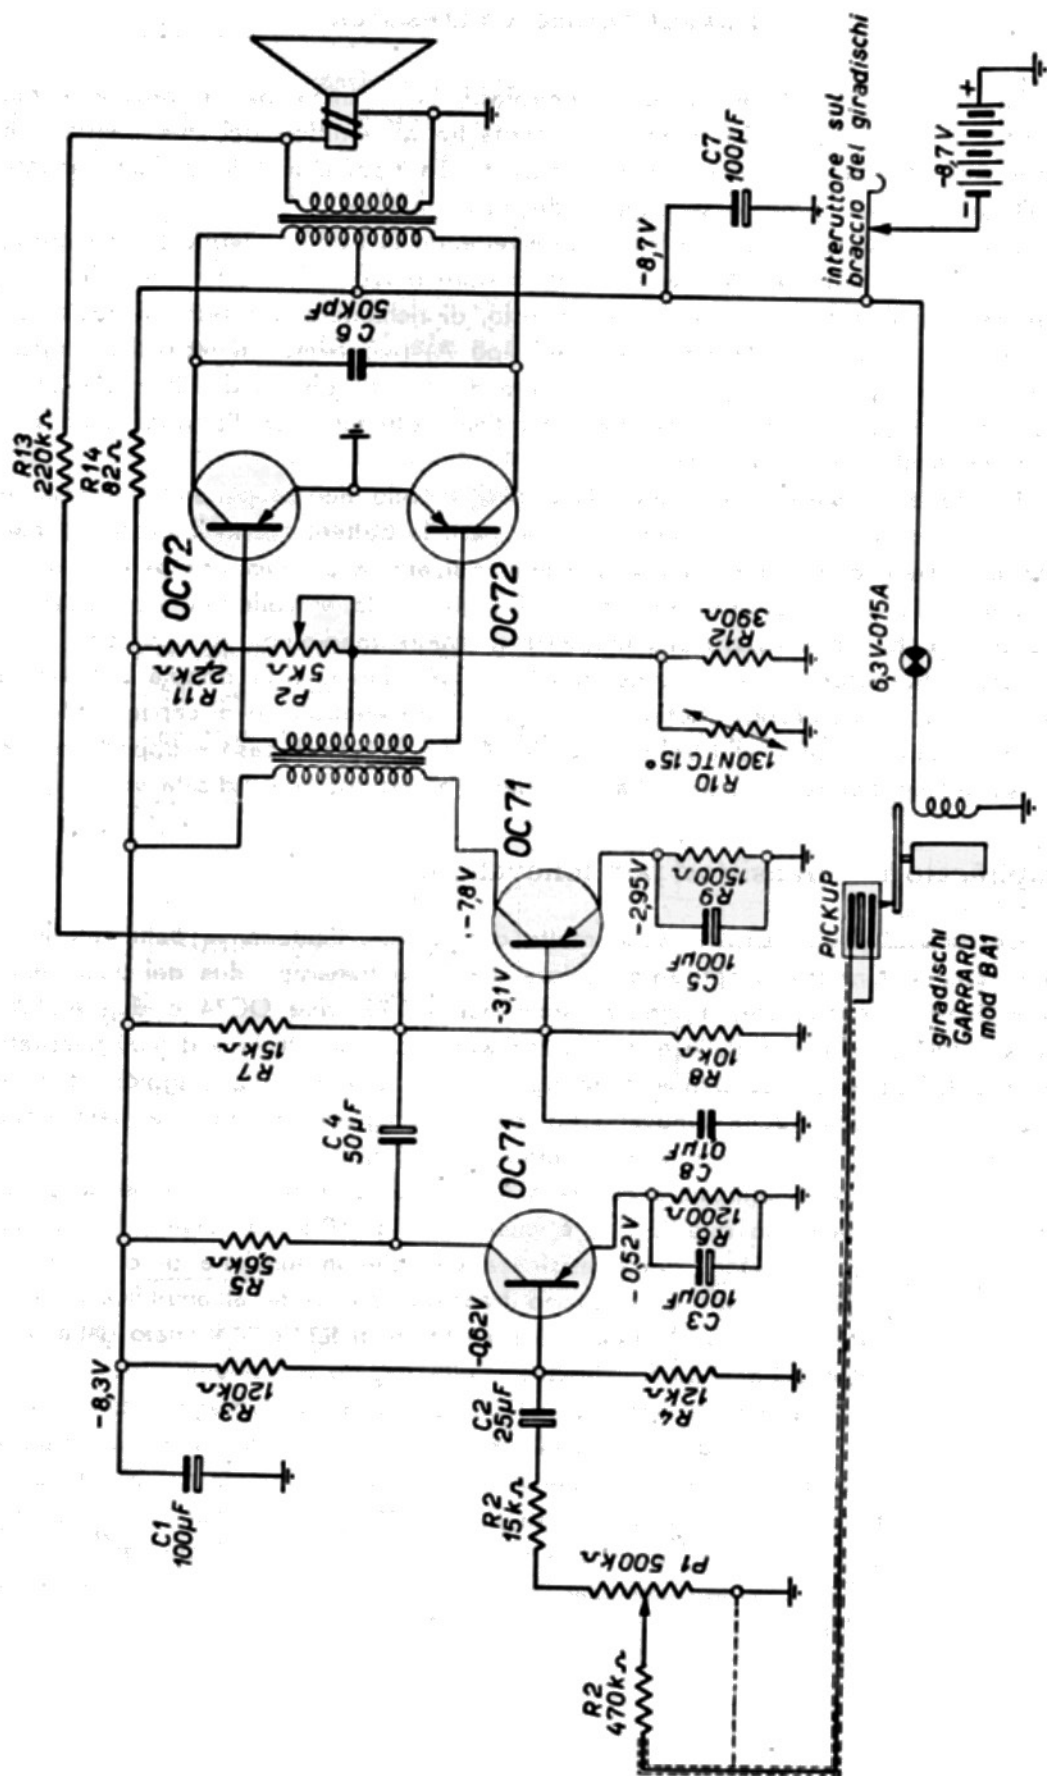 R13
220kΩ
R14
82Ω
OC72
R11
2,2kΩ
P2
5kΩ
C6
50KpF
OC72
-8,7V
C7
100µF
interuttore sul
braccio del giradischi
-8,7V
- +
R12
390Ω
R10
130NTC15°
6,3V-015A
OC71
-7,8V
-3,1V
-2,95V
R9
1500Ω
C5
100µF
R7
15kΩ
R8
10kΩ
C4
50µF
C8
01µF
PICKUP
giradischi
GARRARD
mod BA1
OC71
R5
5,6kΩ
-0,62V
-0,52V
R6
1200Ω
C3
100µF
-8,3V
R3
120kΩ
R4
12kΩ
C2
25µF
C1
100µF
R2
15kΩ
P1 500kΩ
R2
470kΩ